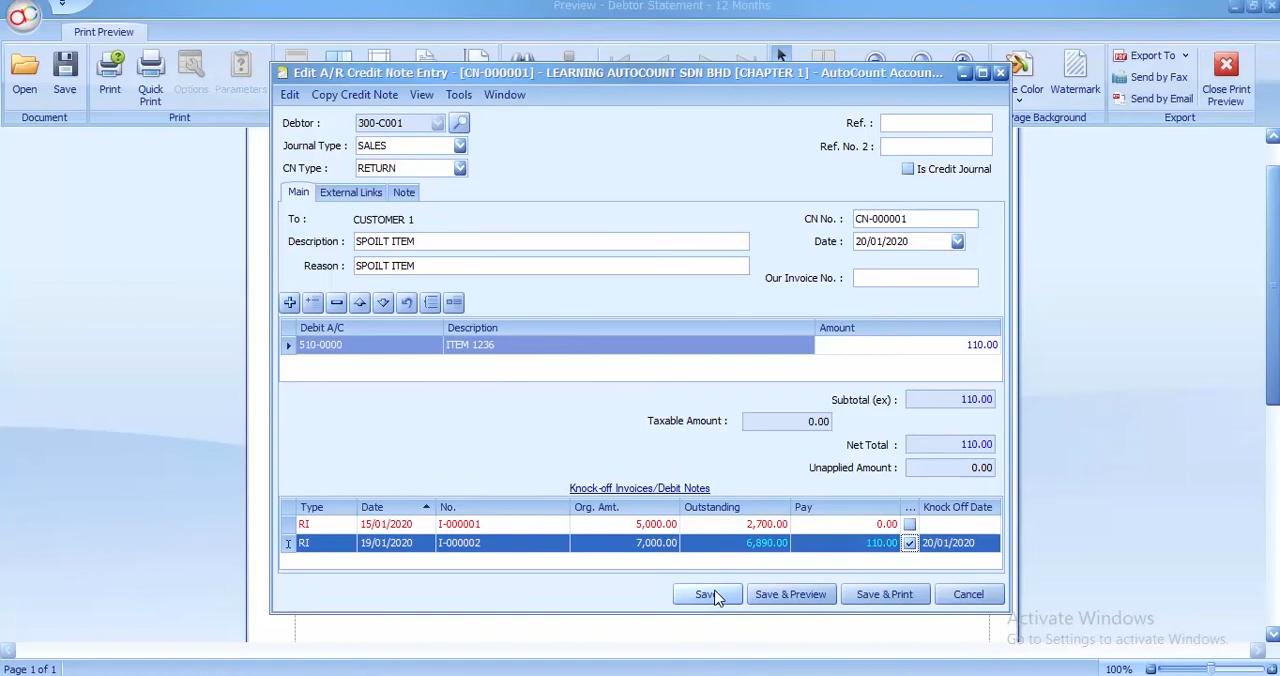 Preview - Debtor Statement - 12 Months
Print Preview
Open
Save
Print
Quick Print
Options
Parameters
Document
Print
Color
Watermark
Page Background
Export To
Send by Fax
Send by Email
Close Print Preview
Export
Edit A/R Credit Note Entry - [CN-000001] - LEARNING AUTOCOUNT SDN BHD [CHAPTER 1] - AutoCount Accoun...
Edit Copy Credit Note View Tools Window
Debtor : 300-C001 Ref. :
Journal Type : SALES Ref. No. 2 :
CN Type : RETURN Is Credit Journal
Main External Links Note
To : CUSTOMER 1 CN No. : CN-000001
Description : SPOILT ITEM Date : 20/01/2020
Reason : SPOILT ITEM
Our Invoice No. :
Debit A/C Description Amount
510-0000 ITEM 1236 110.00
Subtotal (ex) : 110.00
Taxable Amount : 0.00
Net Total : 110.00
Unapplied Amount : 0.00
Knock-off Invoices/Debit Notes
Type Date No. Org. Amt. Outstanding Pay ... Knock Off Date
RI 15/01/2020 I-000001 5,000.00 2,700.00 0.00
RI 19/01/2020 I-000002 7,000.00 6,890.00 110.00 20/01/2020
Save Save & Preview Save & Print Cancel
Activate Windows
Go to Settings to activate Windows.
Page 1 of 1 100%